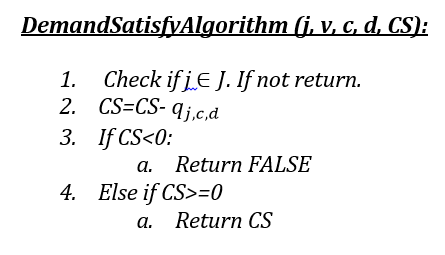 DemandSatisfyAlgorithm (j, v, c, d, CS):
1. Check if j ∈ J. If not return.
2. CS=CS- qj,c,d
3. If CS<0:
a. Return FALSE
4. Else if CS>=0
a. Return CS